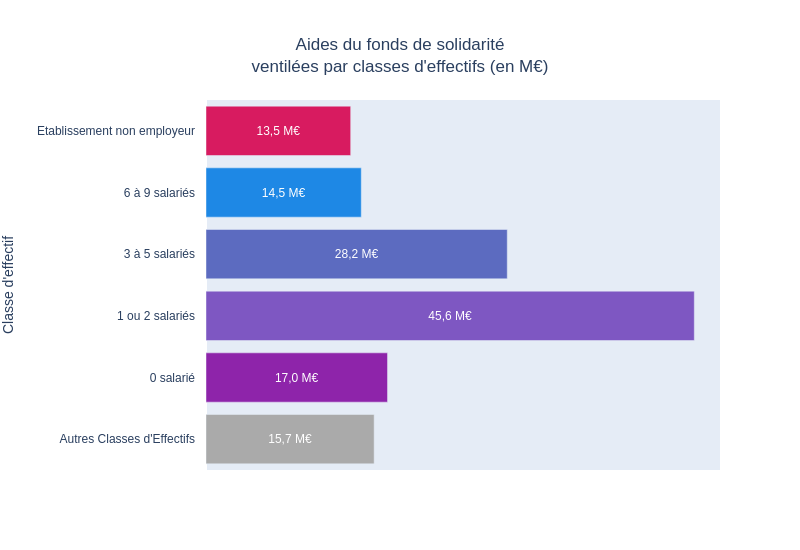 Aides du fonds de solidarité
ventilées par classes d'effectifs (en M€)
Classe d'effectif
Etablissement non employeur
13,5 M€
6 à 9 salariés
14,5 M€
3 à 5 salariés
28,2 M€
1 ou 2 salariés
45,6 M€
0 salarié
17,0 M€
Autres Classes d'Effectifs
15,7 M€